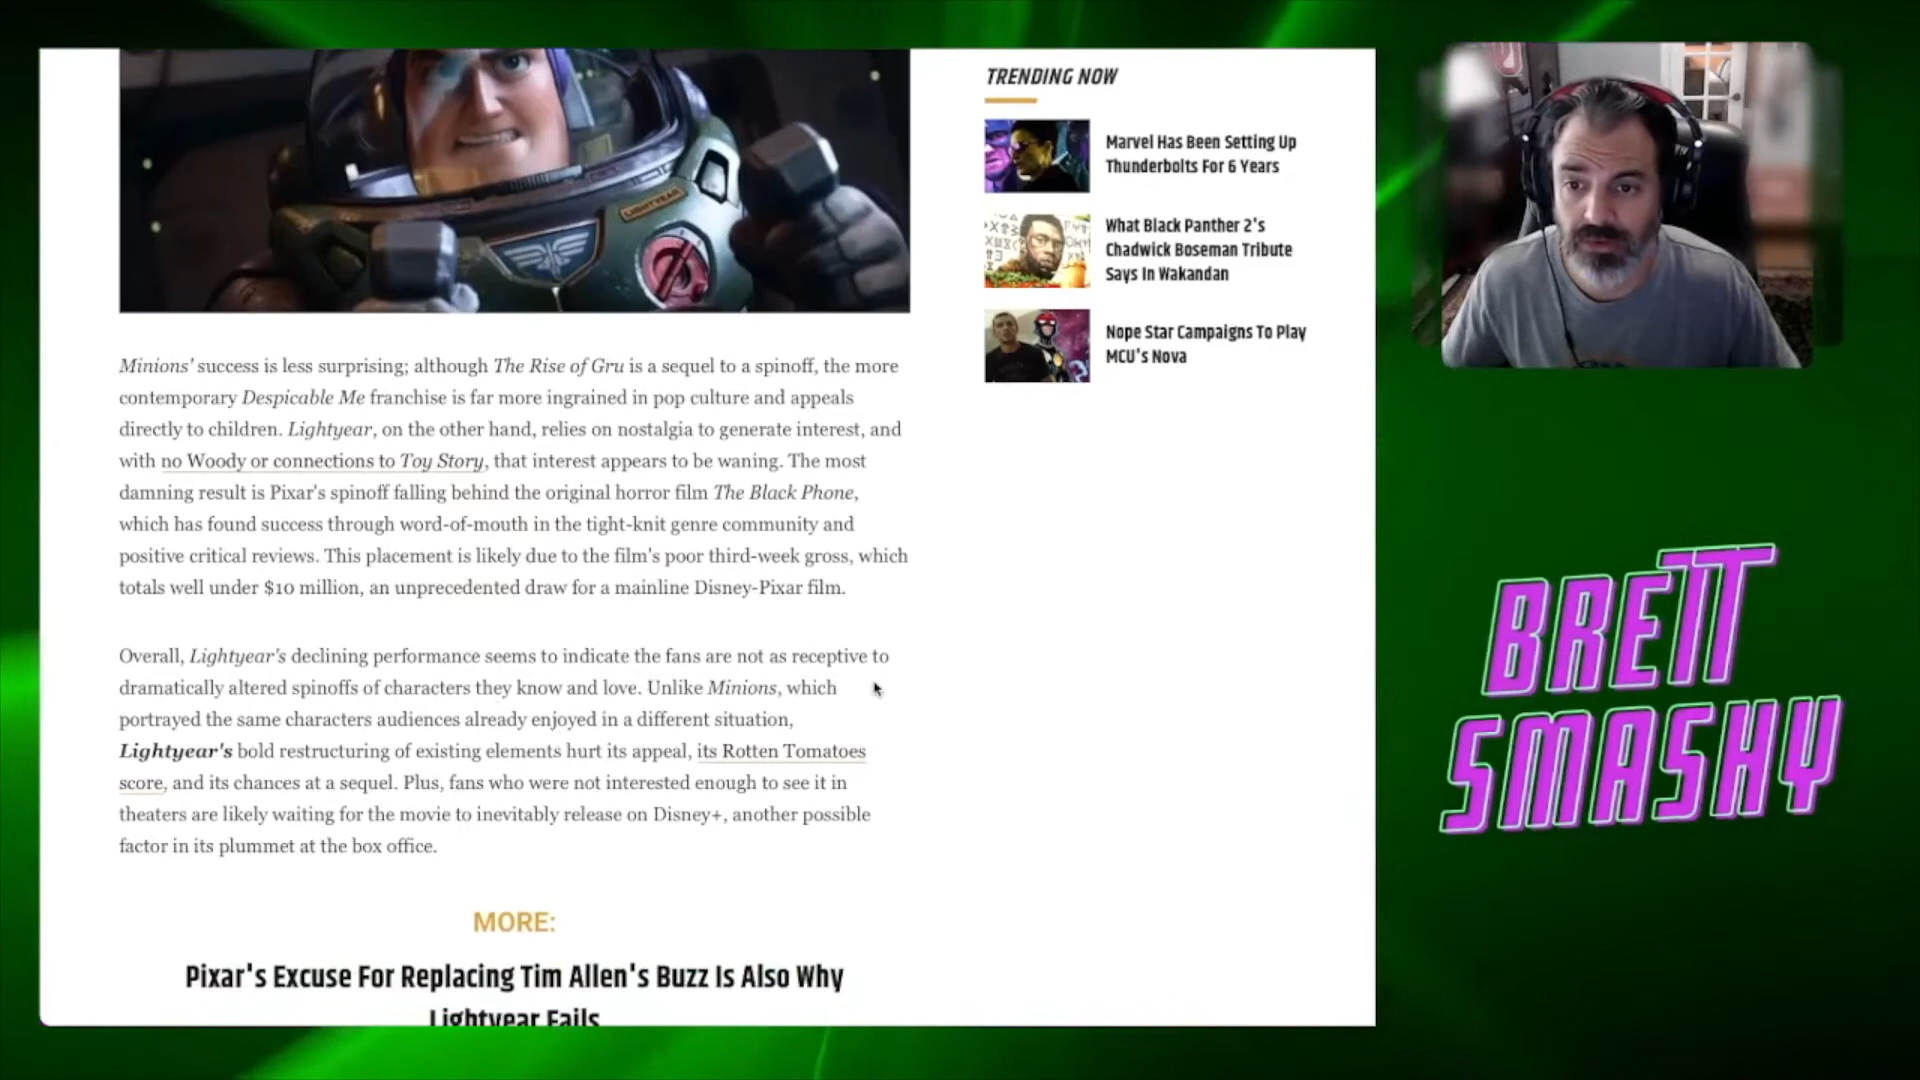 LIGHTYEAR
Minions' success is less surprising; although The Rise of Gru is a sequel to a spinoff, the more
contemporary Despicable Me franchise is far more ingrained in pop culture and appeals
directly to children. Lightyear, on the other hand, relies on nostalgia to generate interest, and
with no Woody or connections to Toy Story, that interest appears to be waning. The most
damning result is Pixar's spinoff falling behind the original horror film The Black Phone,
which has found success through word-of-mouth in the tight-knit genre community and
positive critical reviews. This placement is likely due to the film's poor third-week gross, which
totals well under $10 million, an unprecedented draw for a mainline Disney-Pixar film.
Overall, Lightyear's declining performance seems to indicate the fans are not as receptive to
dramatically altered spinoffs of characters they know and love. Unlike Minions, which
portrayed the same characters audiences already enjoyed in a different situation,
Lightyear's bold restructuring of existing elements hurt its appeal, its Rotten Tomatoes
score, and its chances at a sequel. Plus, fans who were not interested enough to see it in
theaters are likely waiting for the movie to inevitably release on Disney+, another possible
factor in its plummet at the box office.
MORE:
Pixar's Excuse For Replacing Tim Allen's Buzz Is Also Why
Lightyear Fails
TRENDING NOW
Marvel Has Been Setting Up
Thunderbolts For 6 Years
What Black Panther 2's
Chadwick Boseman Tribute
Says In Wakandan
Nope Star Campaigns To Play
MCU's Nova
BRETT
SMASHY